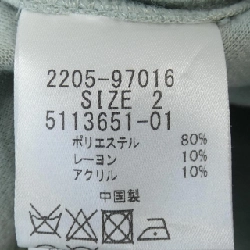 2205-97016
SIZE 2
5113651-01
ポリエステル 80%
レーヨン 10%
アクリル 10%
中国製